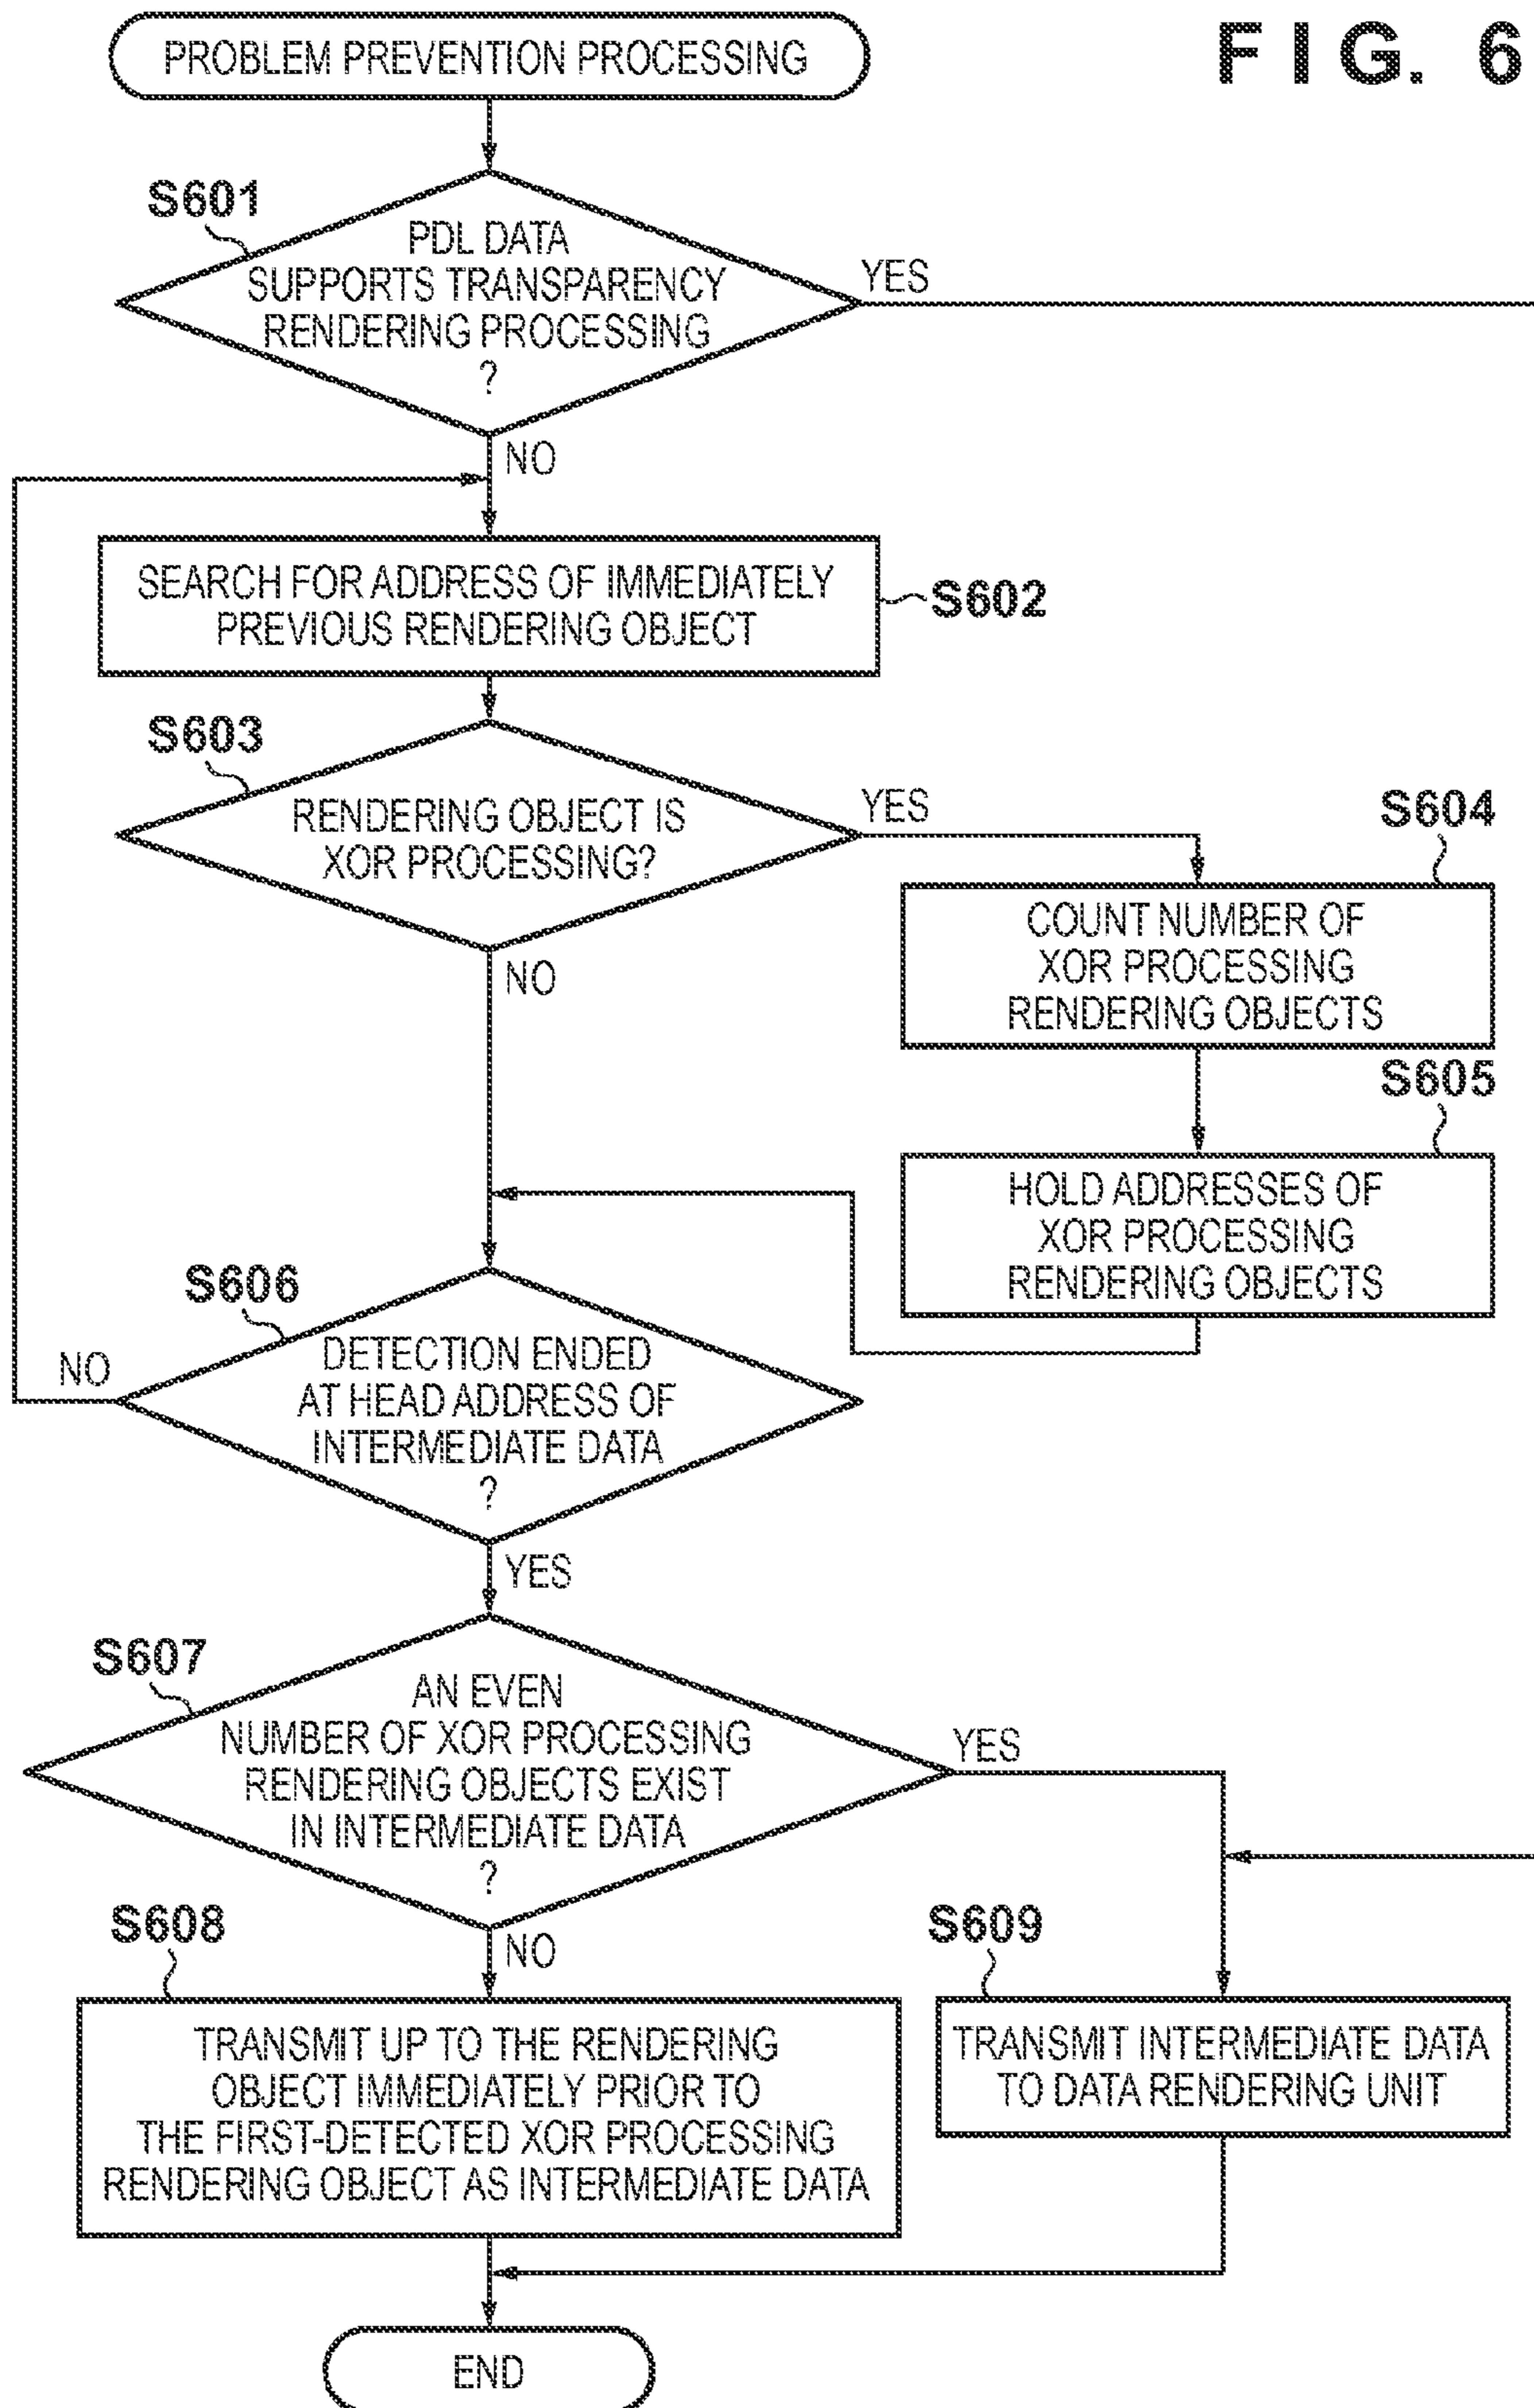 FIG. 6
PROBLEM PREVENTION PROCESSING
S601
PDL DATA
SUPPORTS TRANSPARENCY
RENDERING PROCESSING
?
YES
NO
SEARCH FOR ADDRESS OF IMMEDIATELY
PREVIOUS RENDERING OBJECT
S602
S603
RENDERING OBJECT IS
XOR PROCESSING?
YES
NO
S604
COUNT NUMBER OF
XOR PROCESSING
RENDERING OBJECTS
S605
HOLD ADDRESSES OF
XOR PROCESSING
RENDERING OBJECTS
S606
DETECTION ENDED
AT HEAD ADDRESS OF
INTERMEDIATE DATA
?
NO
YES
S607
AN EVEN
NUMBER OF XOR PROCESSING
RENDERING OBJECTS EXIST
IN INTERMEDIATE DATA
?
YES
NO
S608
TRANSMIT UP TO THE RENDERING
OBJECT IMMEDIATELY PRIOR TO
THE FIRST-DETECTED XOR PROCESSING
RENDERING OBJECT AS INTERMEDIATE DATA
S609
TRANSMIT INTERMEDIATE DATA
TO DATA RENDERING UNIT
END